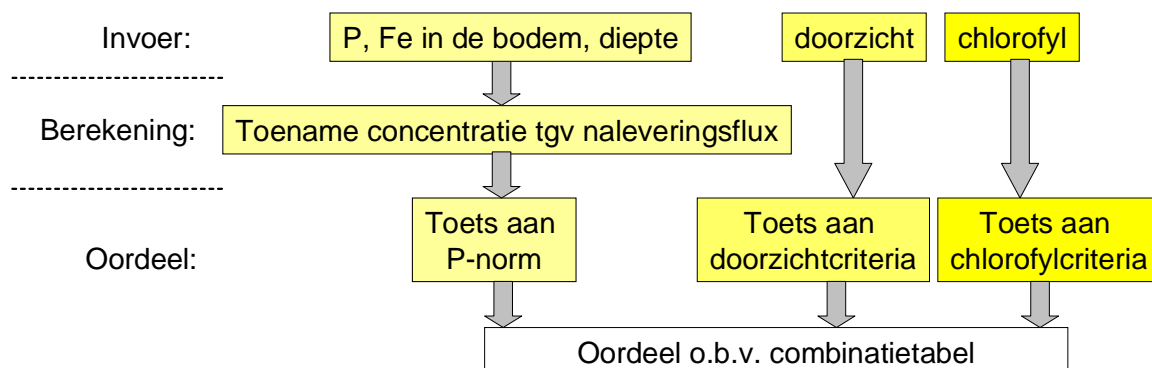 Invoer:
P, Fe in de bodem, diepte
doorzicht
chlorofyl
Berekening:
Toename concentratie tgv naleveringsflux
Oordeel:
Toets aan
P-norm
Toets aan
doorzichtcriteria
Toets aan
chlorofylcriteria
Oordeel o.b.v. combinatietabel